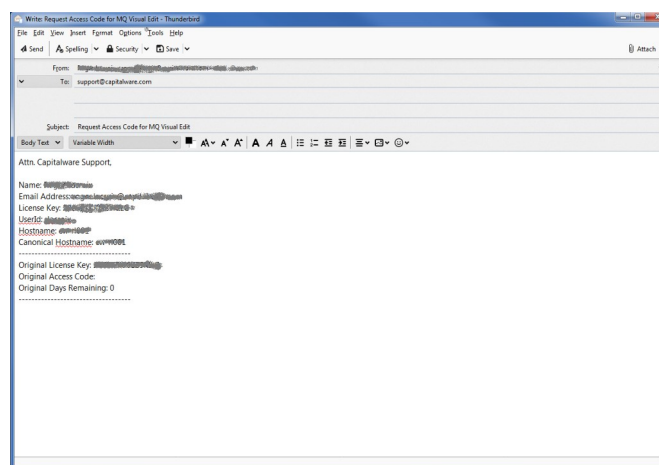 Write: Request Access Code for MQ Visual Edit - Thunderbird
File Edit View Insert Format Options Tools Help
Send Spelling Security Save Attach
From:
To: support@capitalware.com
Subject: Request Access Code for MQ Visual Edit
Body Text Variable Width
Attn. Capitalware Support,
Name:
Email Address:
License Key:
UserId:
Hostname:
Canonical Hostname:
----------------------------------
Original License Key:
Original Access Code:
Original Days Remaining: 0
----------------------------------